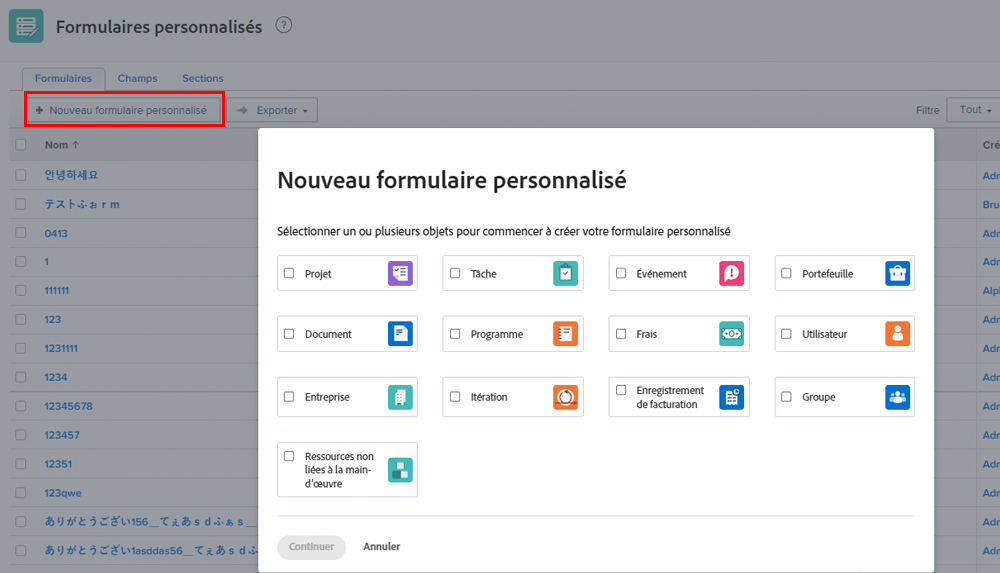 Formulaires personnalisés ?
Formulaires Champs Sections
+ Nouveau formulaire personnalisé Exporter Filtre Tout
Nom ↑ Cré
안녕하세요 Adr
テストふぉｒｍ Bru
0413 Adr
1 Adr
111111 Alph
123 Adr
1231111 Adr
1234 Adr
12345678 Adr
123457 Adr
12351 Adr
123qwe Adr
ありがとうござい156__てぇあｓｄふぁｓ__ Adr
ありがとうござい1asddas56__てぇあｓｄふ Adr
Nouveau formulaire personnalisé
Sélectionner un ou plusieurs objets pour commencer à créer votre formulaire personnalisé
Projet Tâche Événement Portefeuille
Document Programme Frais Utilisateur
Entreprise Itération Enregistrement
de facturation Groupe
Ressources non
liées à la main-
d'œuvre
Continuer Annuler